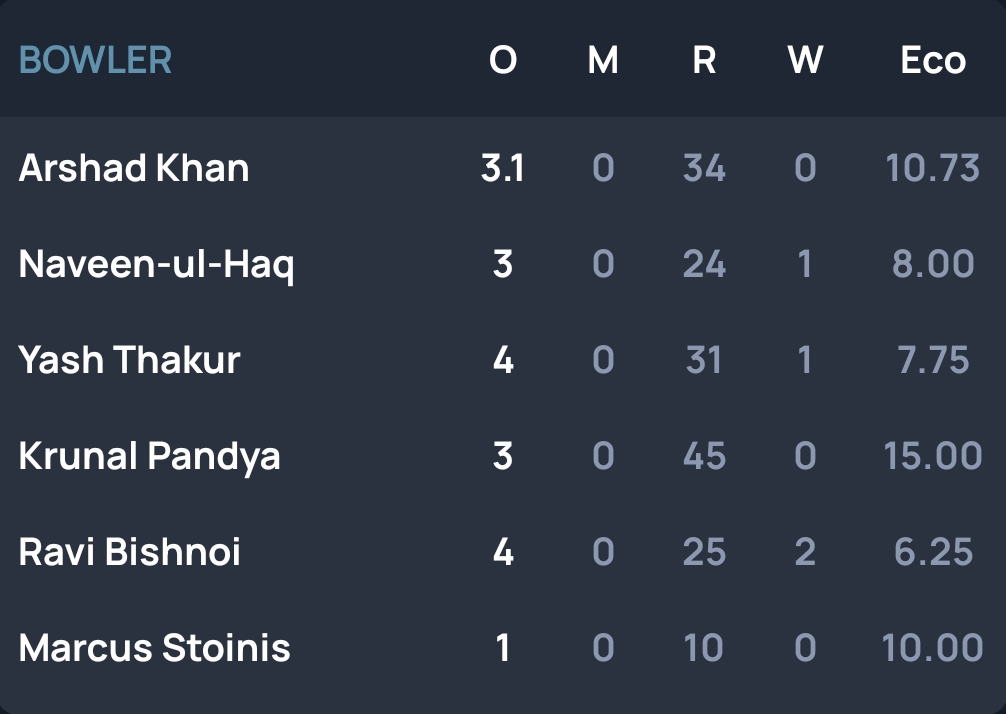 BOWLER O M R W Eco
Arshad Khan 3.1 0 34 0 10.73
Naveen-ul-Haq 3 0 24 1 8.00
Yash Thakur 4 0 31 1 7.75
Krunal Pandya 3 0 45 0 15.00
Ravi Bishnoi 4 0 25 2 6.25
Marcus Stoinis 1 0 10 0 10.00